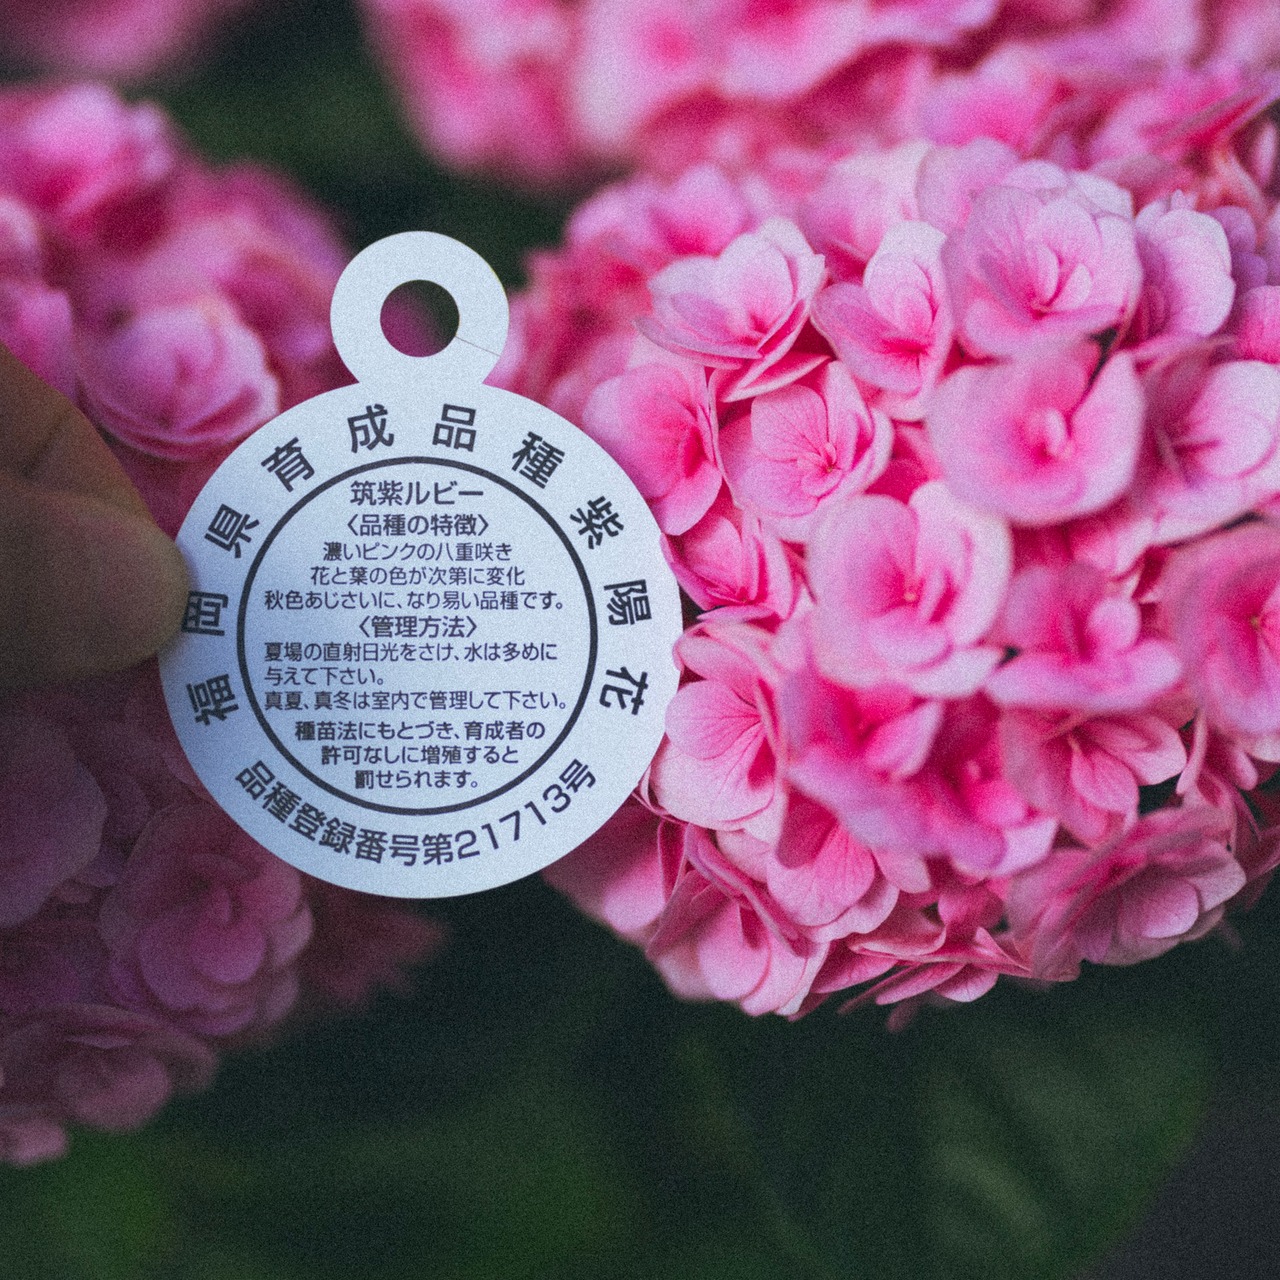 福岡県育成品種紫陽花
筑紫ルビー
〈品種の特徴〉
濃いピンクの八重咲き
花と葉の色が次第に変化
秋色あじさいに、なり易い品種です。
〈管理方法〉
夏場の直射日光をさけ、水は多めに
与えて下さい。
真夏、真冬は室内で管理して下さい。
種苗法にもとづき、育成者の
許可なしに増殖すると
罰せられます。
品種登録番号第21713号